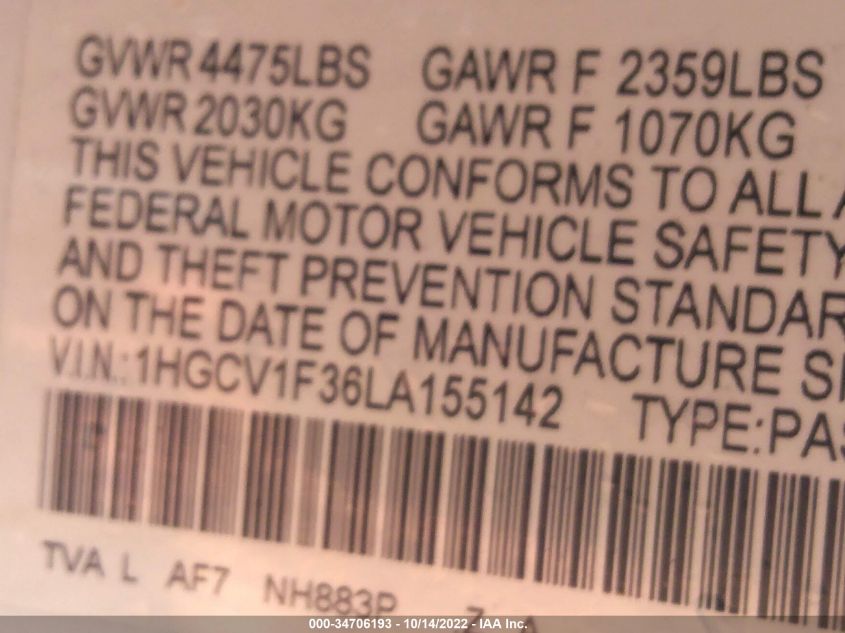 GVWR 4475LBS GAWR F 2359LBS
GVWR 2030KG GAWR F 1070KG
THIS VEHICLE CONFORMS TO ALL A
FEDERAL MOTOR VEHICLE SAFETY
AND THEFT PREVENTION STANDAR
ON THE DATE OF MANUFACTURE S
V.I.N.: 1HGCV1F36LA155142 TYPE:PAS
TVA L AF7 NH883P
000-34706193 - 10/14/2022 - IAA Inc.